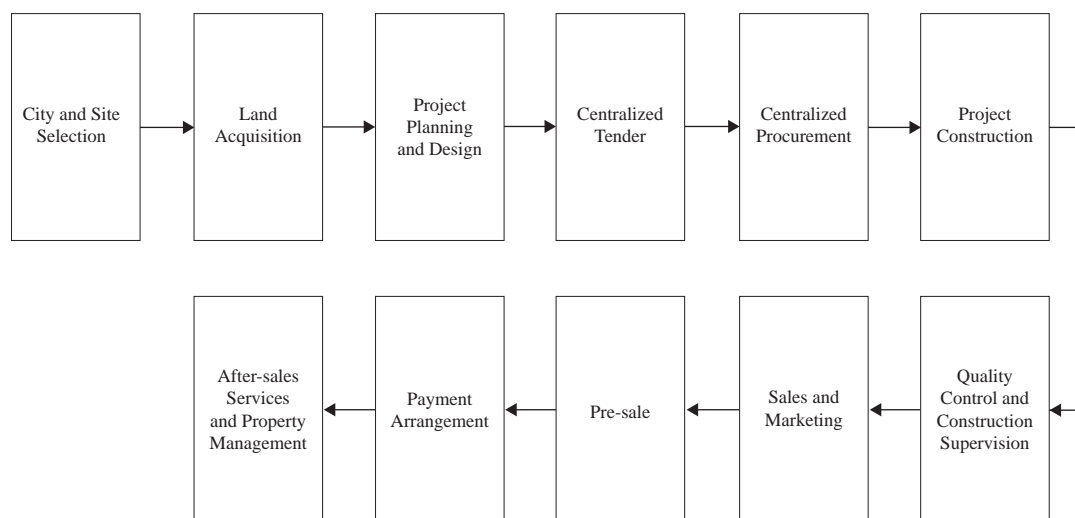 City and Site
Selection
Land
Acquisition
Project
Planning
and Design
Centralized
Tender
Centralized
Procurement
Project
Construction
After-sales
Services
and Property
Management
Payment
Arrangement
Pre-sale
Sales and
Marketing
Quality
Control and
Construction
Supervision